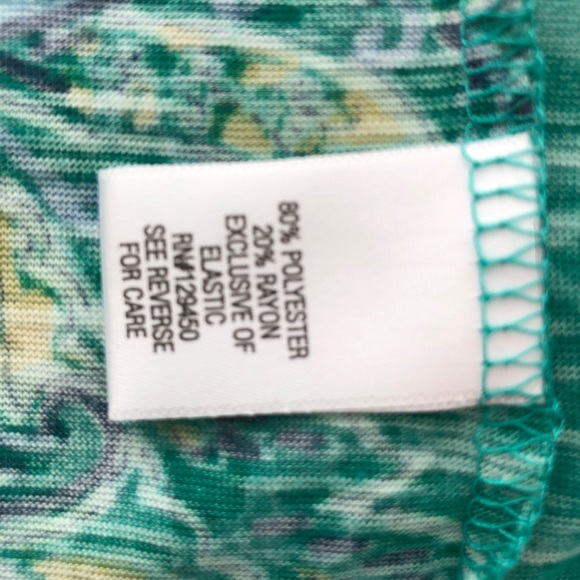 80% POLYESTER
20% RAYON
EXCLUSIVE OF
ELASTIC
RN#129450
SEE REVERSE
FOR CARE